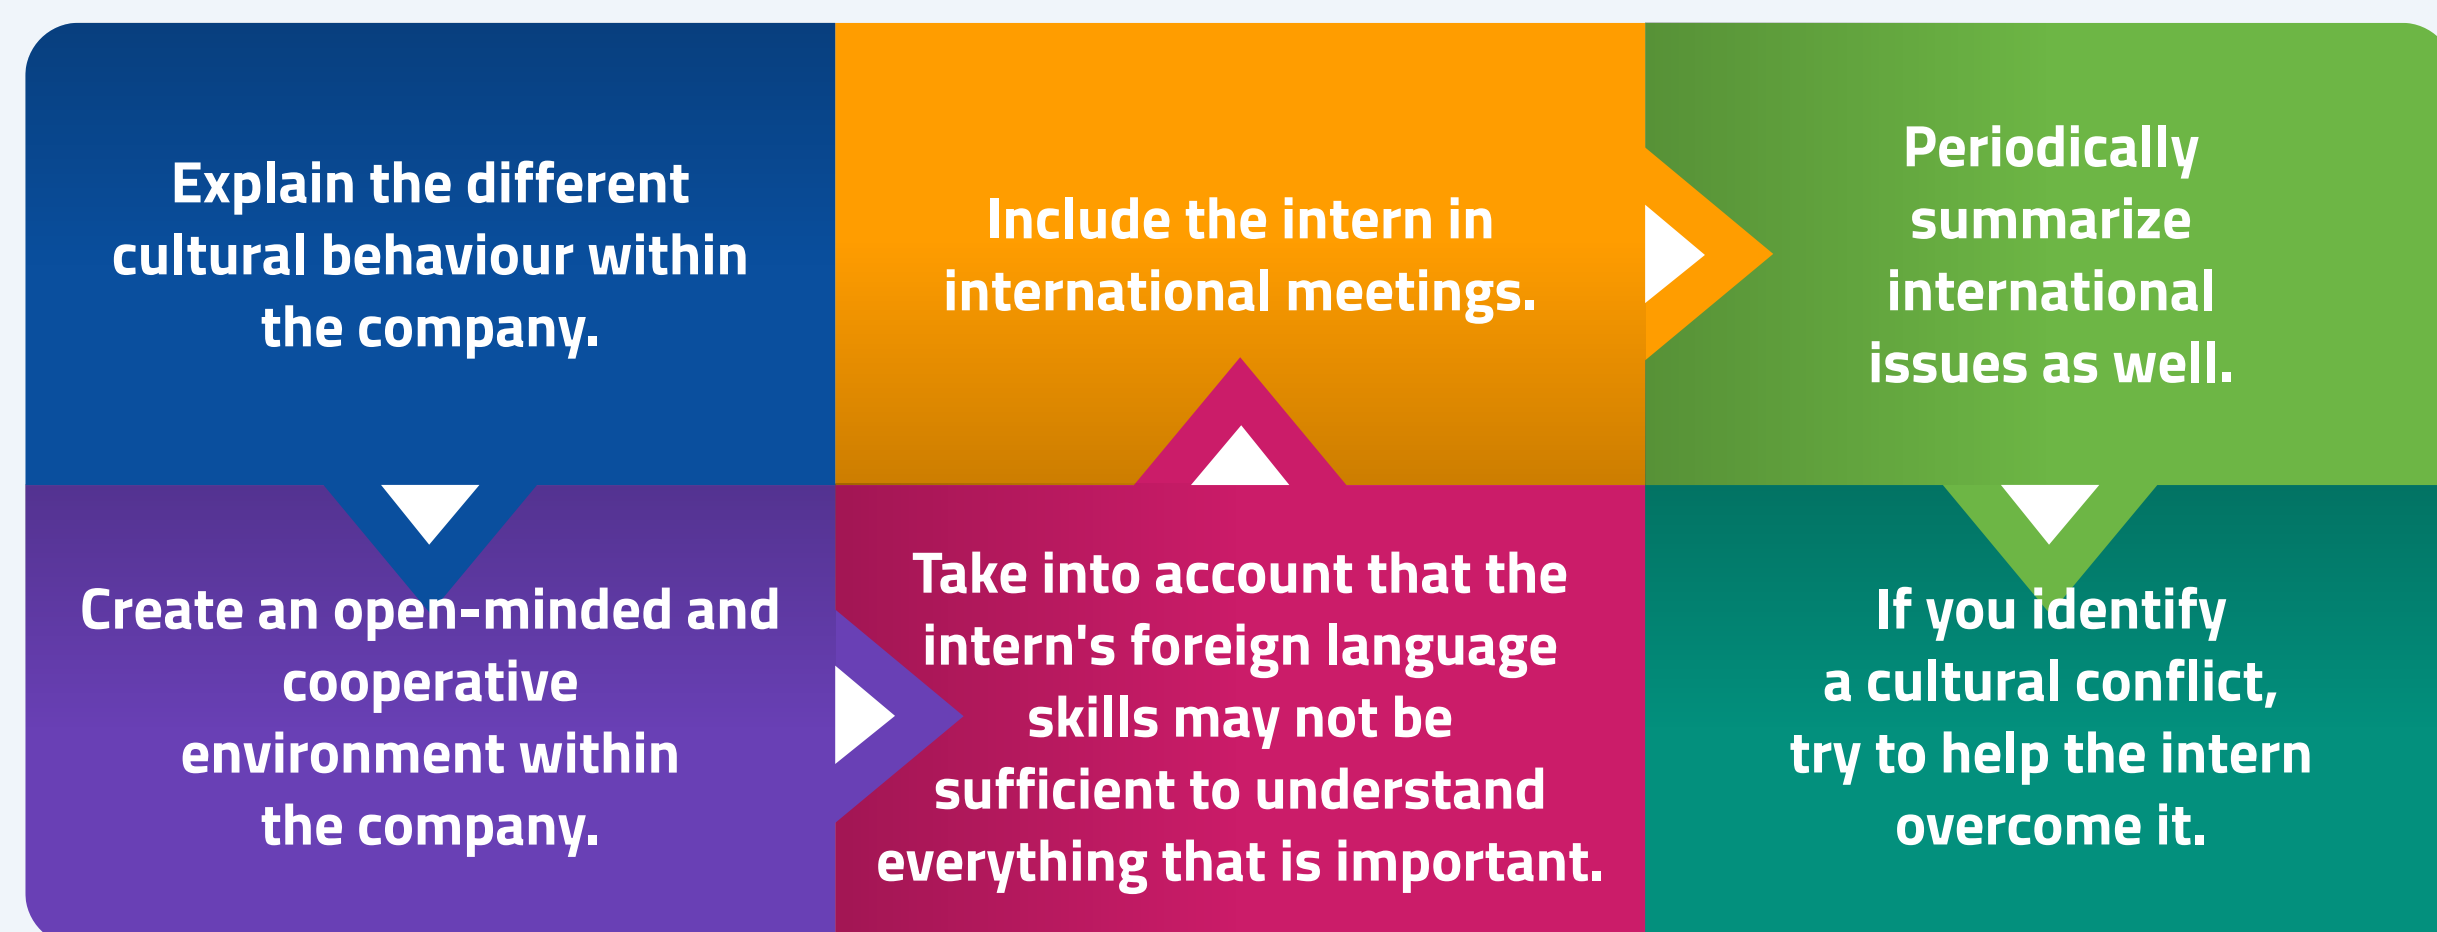 Explain the different
cultural behaviour within
the company.
Create an open-minded and
cooperative
environment within
the company.
Take into account that the
intern's foreign language
skills may not be
sufficient to understand
everything that is important.
Include the intern in
international meetings.
Periodically
summarize
international
issues as well.
If you identify
a cultural conflict,
try to help the intern
overcome it.